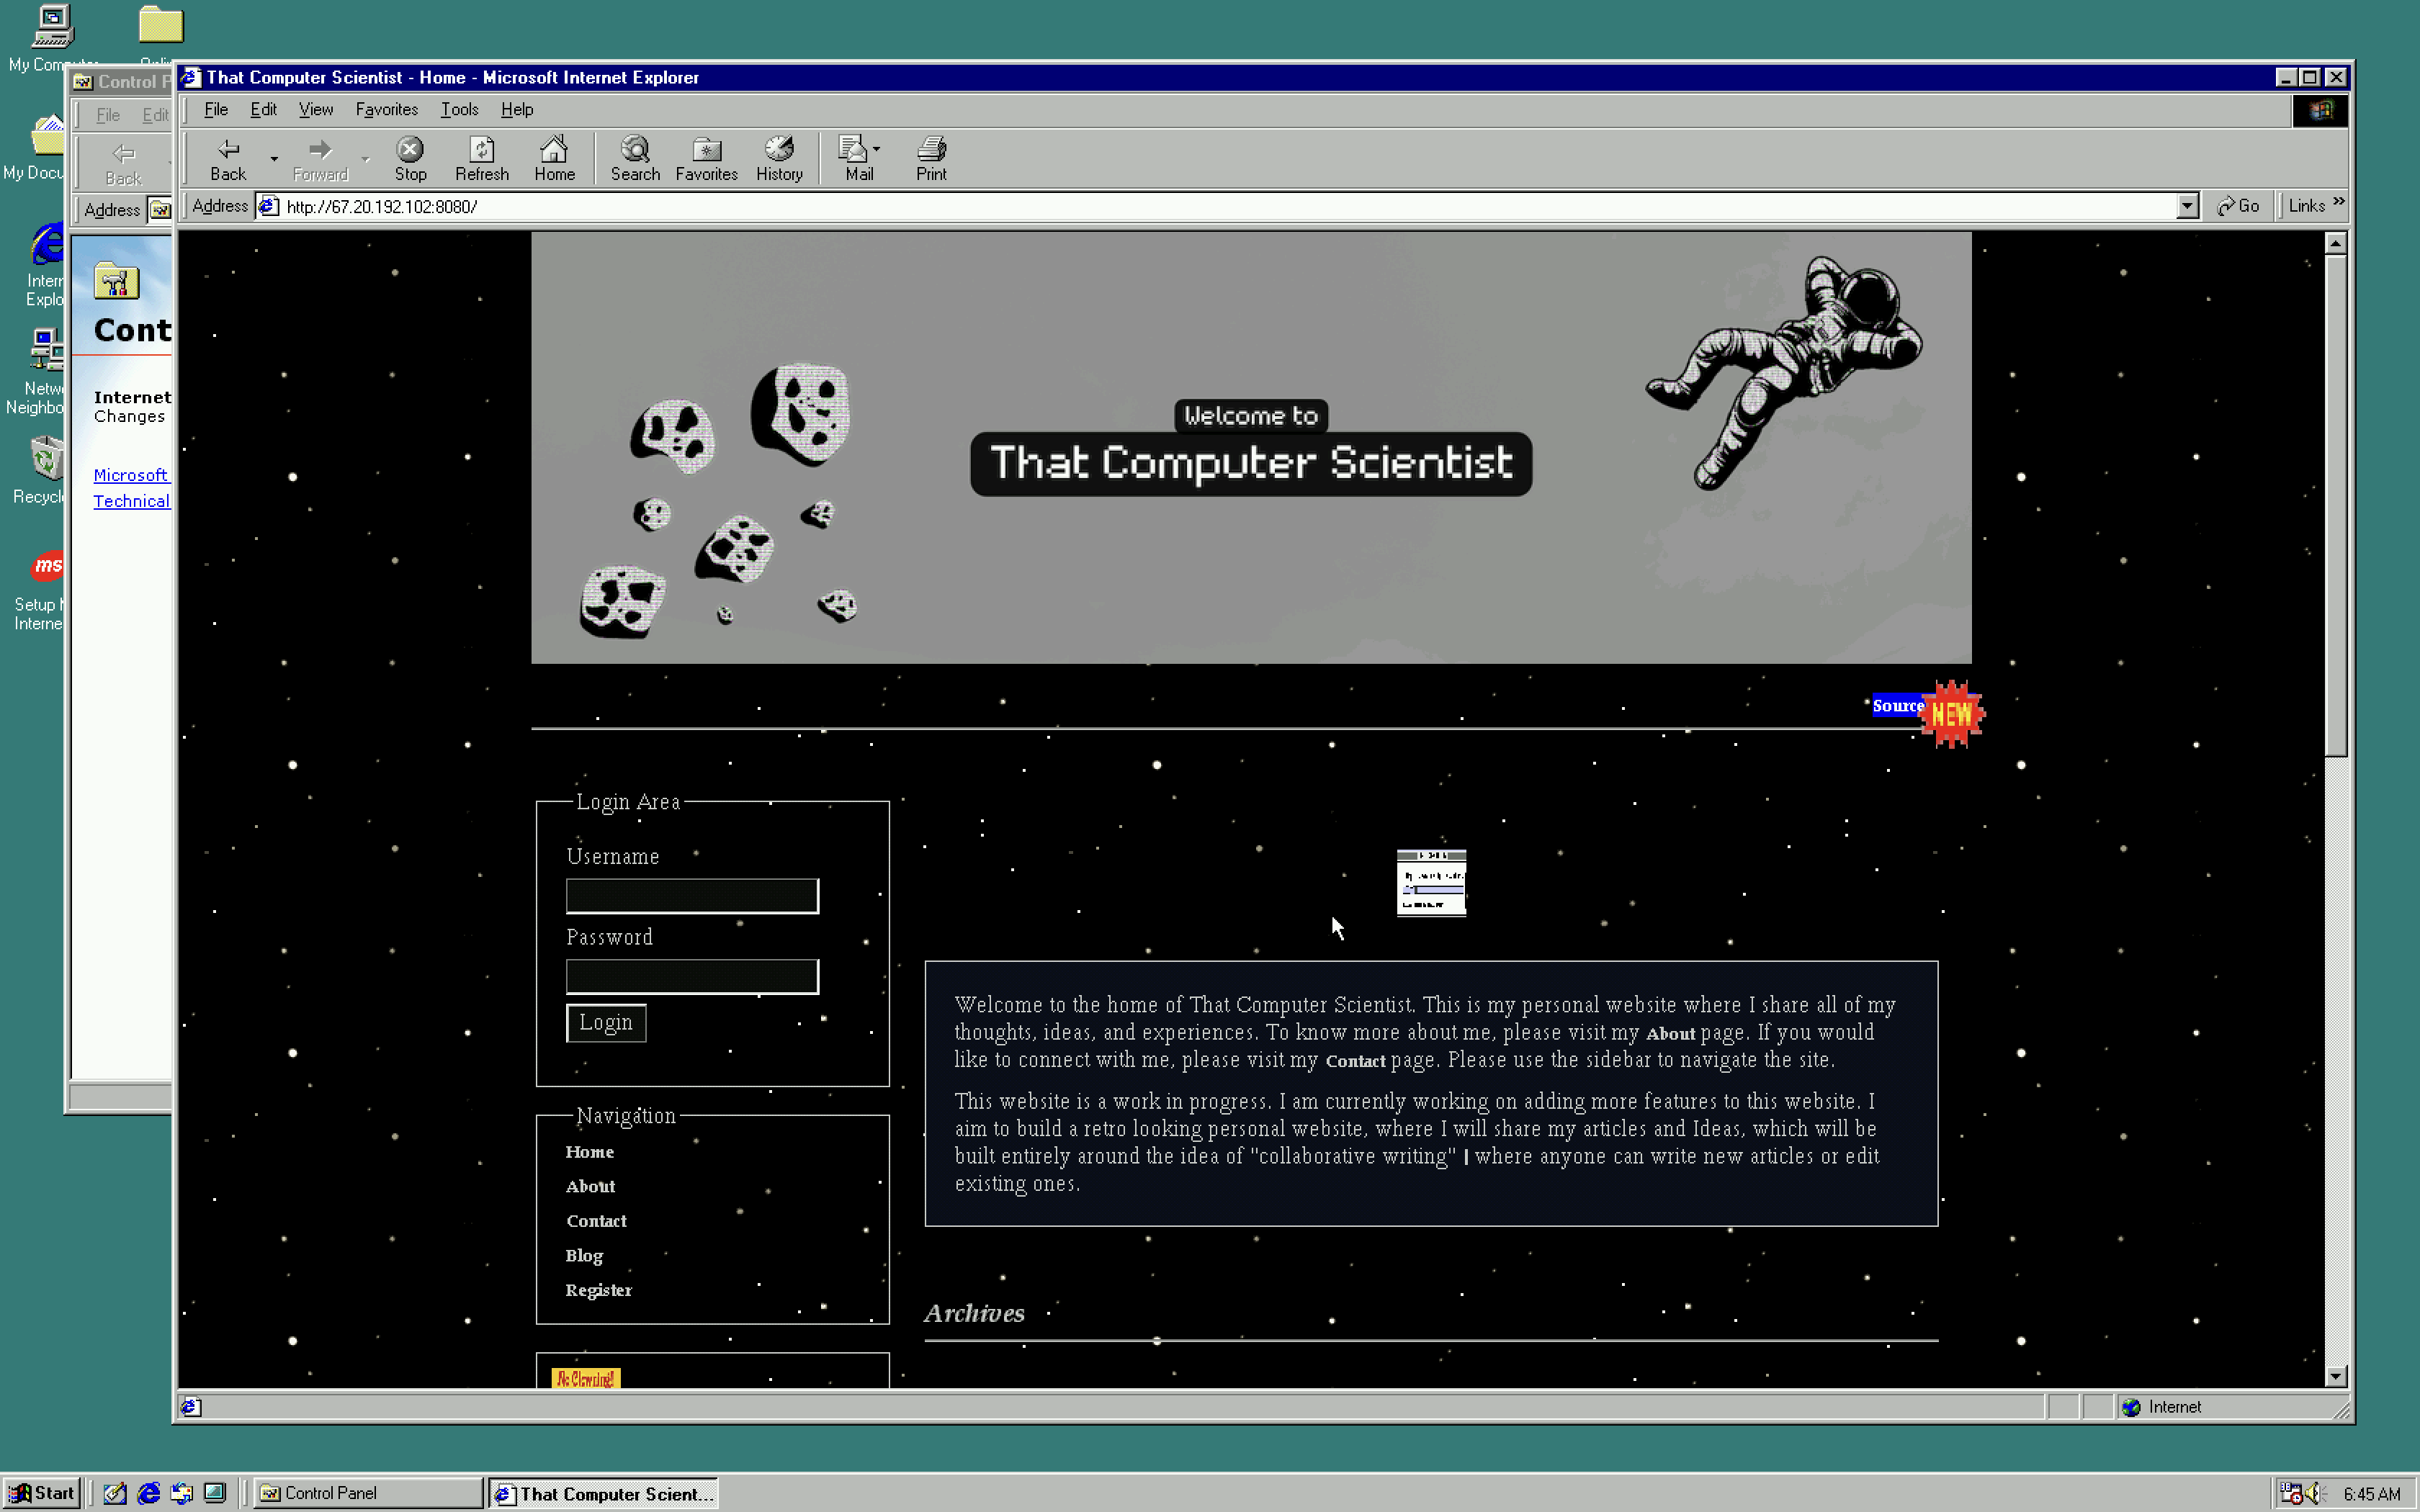 My Computer
Control P
That Computer Scientist - Home - Microsoft Internet Explorer
File Edit
File Edit View Favorites Tools Help
My Docu
Back
Back Forward Stop Refresh Home Search Favorites History Mail Print
Address
Address http://67.20.192.102:8080/ Go Links »
Intern
Explo
Cont
Netwo
Neighbo
Internet
Changes
Microsoft
Technical
Recycle
ms
Setup M
Interne
Welcome to
That Computer Scientist
Source NEW
Login Area
Username
Password
Login
Welcome to the home of That Computer Scientist. This is my personal website where I share all of my
thoughts, ideas, and experiences. To know more about me, please visit my About page. If you would
like to connect with me, please visit my Contact page. Please use the sidebar to navigate the site.
This website is a work in progress. I am currently working on adding more features to this website. I
aim to build a retro looking personal website, where I will share my articles and Ideas, which will be
built entirely around the idea of "collaborative writing" | where anyone can write new articles or edit
existing ones.
Navigation
Home
About
Contact
Blog
Register
Archives
No Clowning!
Internet
Start Control Panel That Computer Scient... 6:45 AM